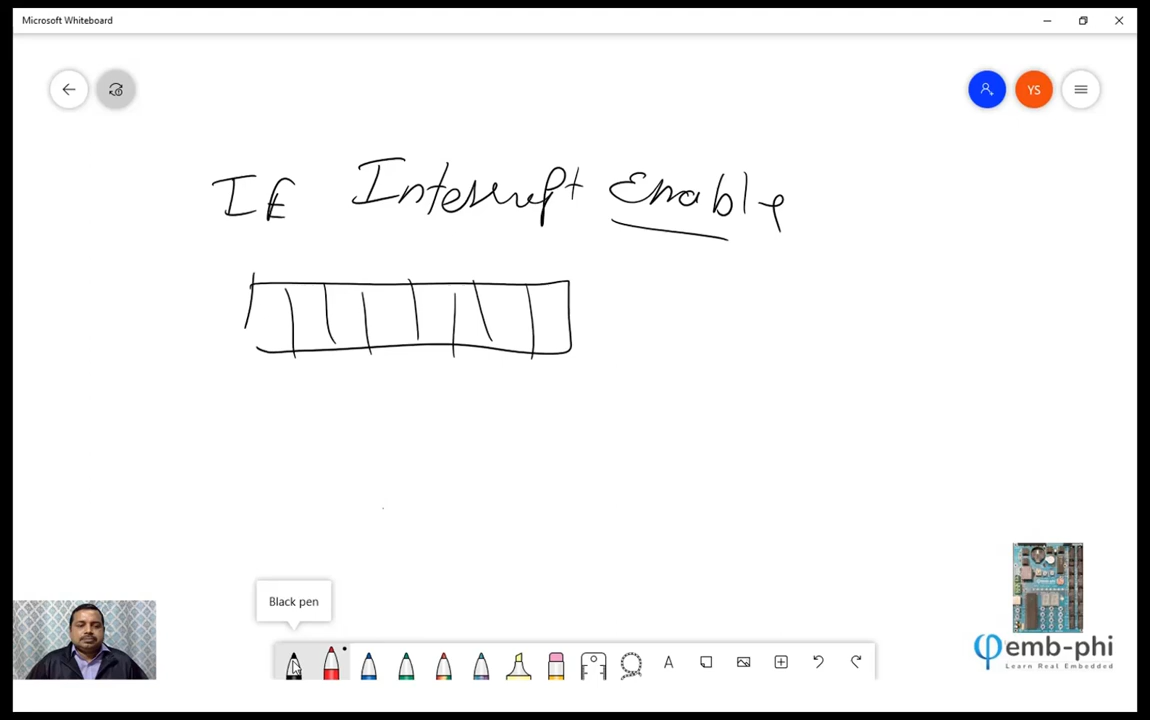 Microsoft Whiteboard
YS
IE Interrupt Enable
Black pen
A
emb-phi
Learn Real Embedded